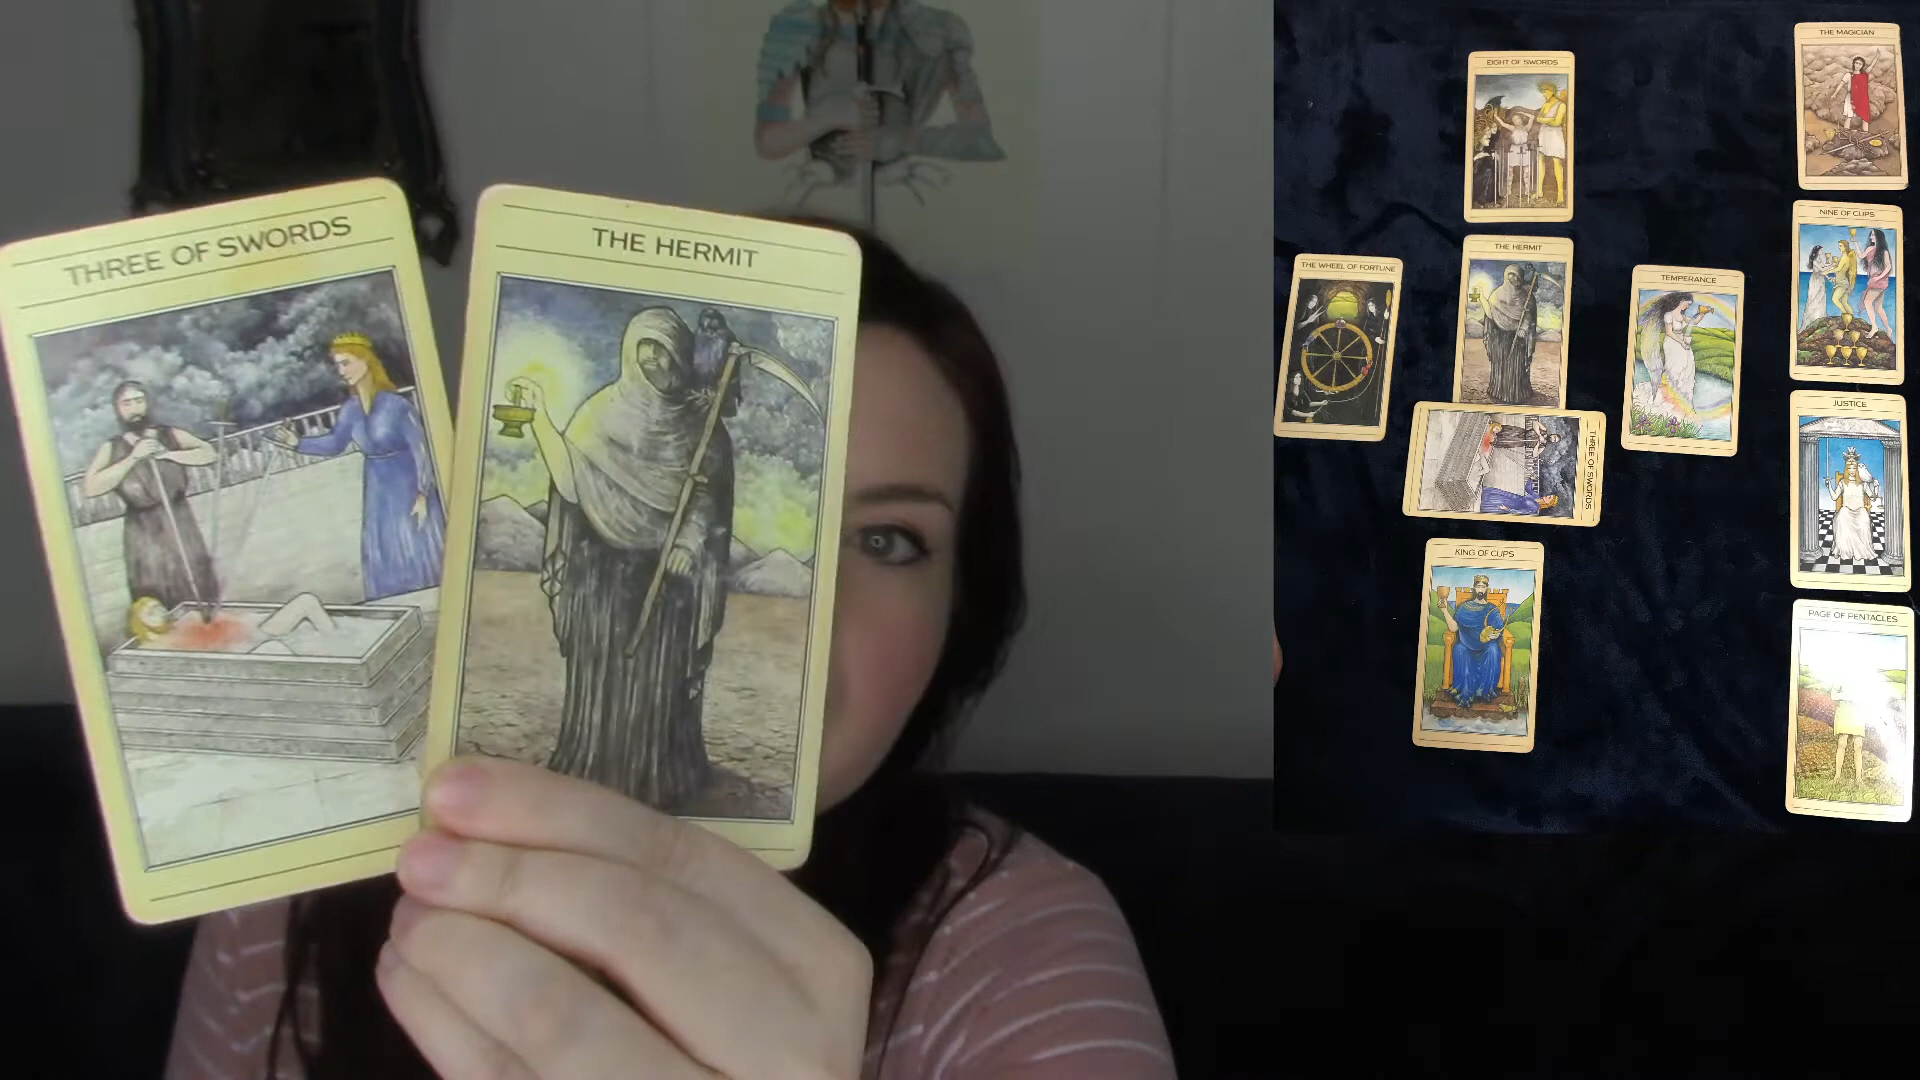 THREE OF SWORDS
THE HERMIT
EIGHT OF SWORDS
THE MAGICIAN
NINE OF CUPS
THE HERMIT
THE WHEEL OF FORTUNE
TEMPERANCE
JUSTICE
THREE OF SWORDS
KING OF CUPS
PAGE OF PENTACLES